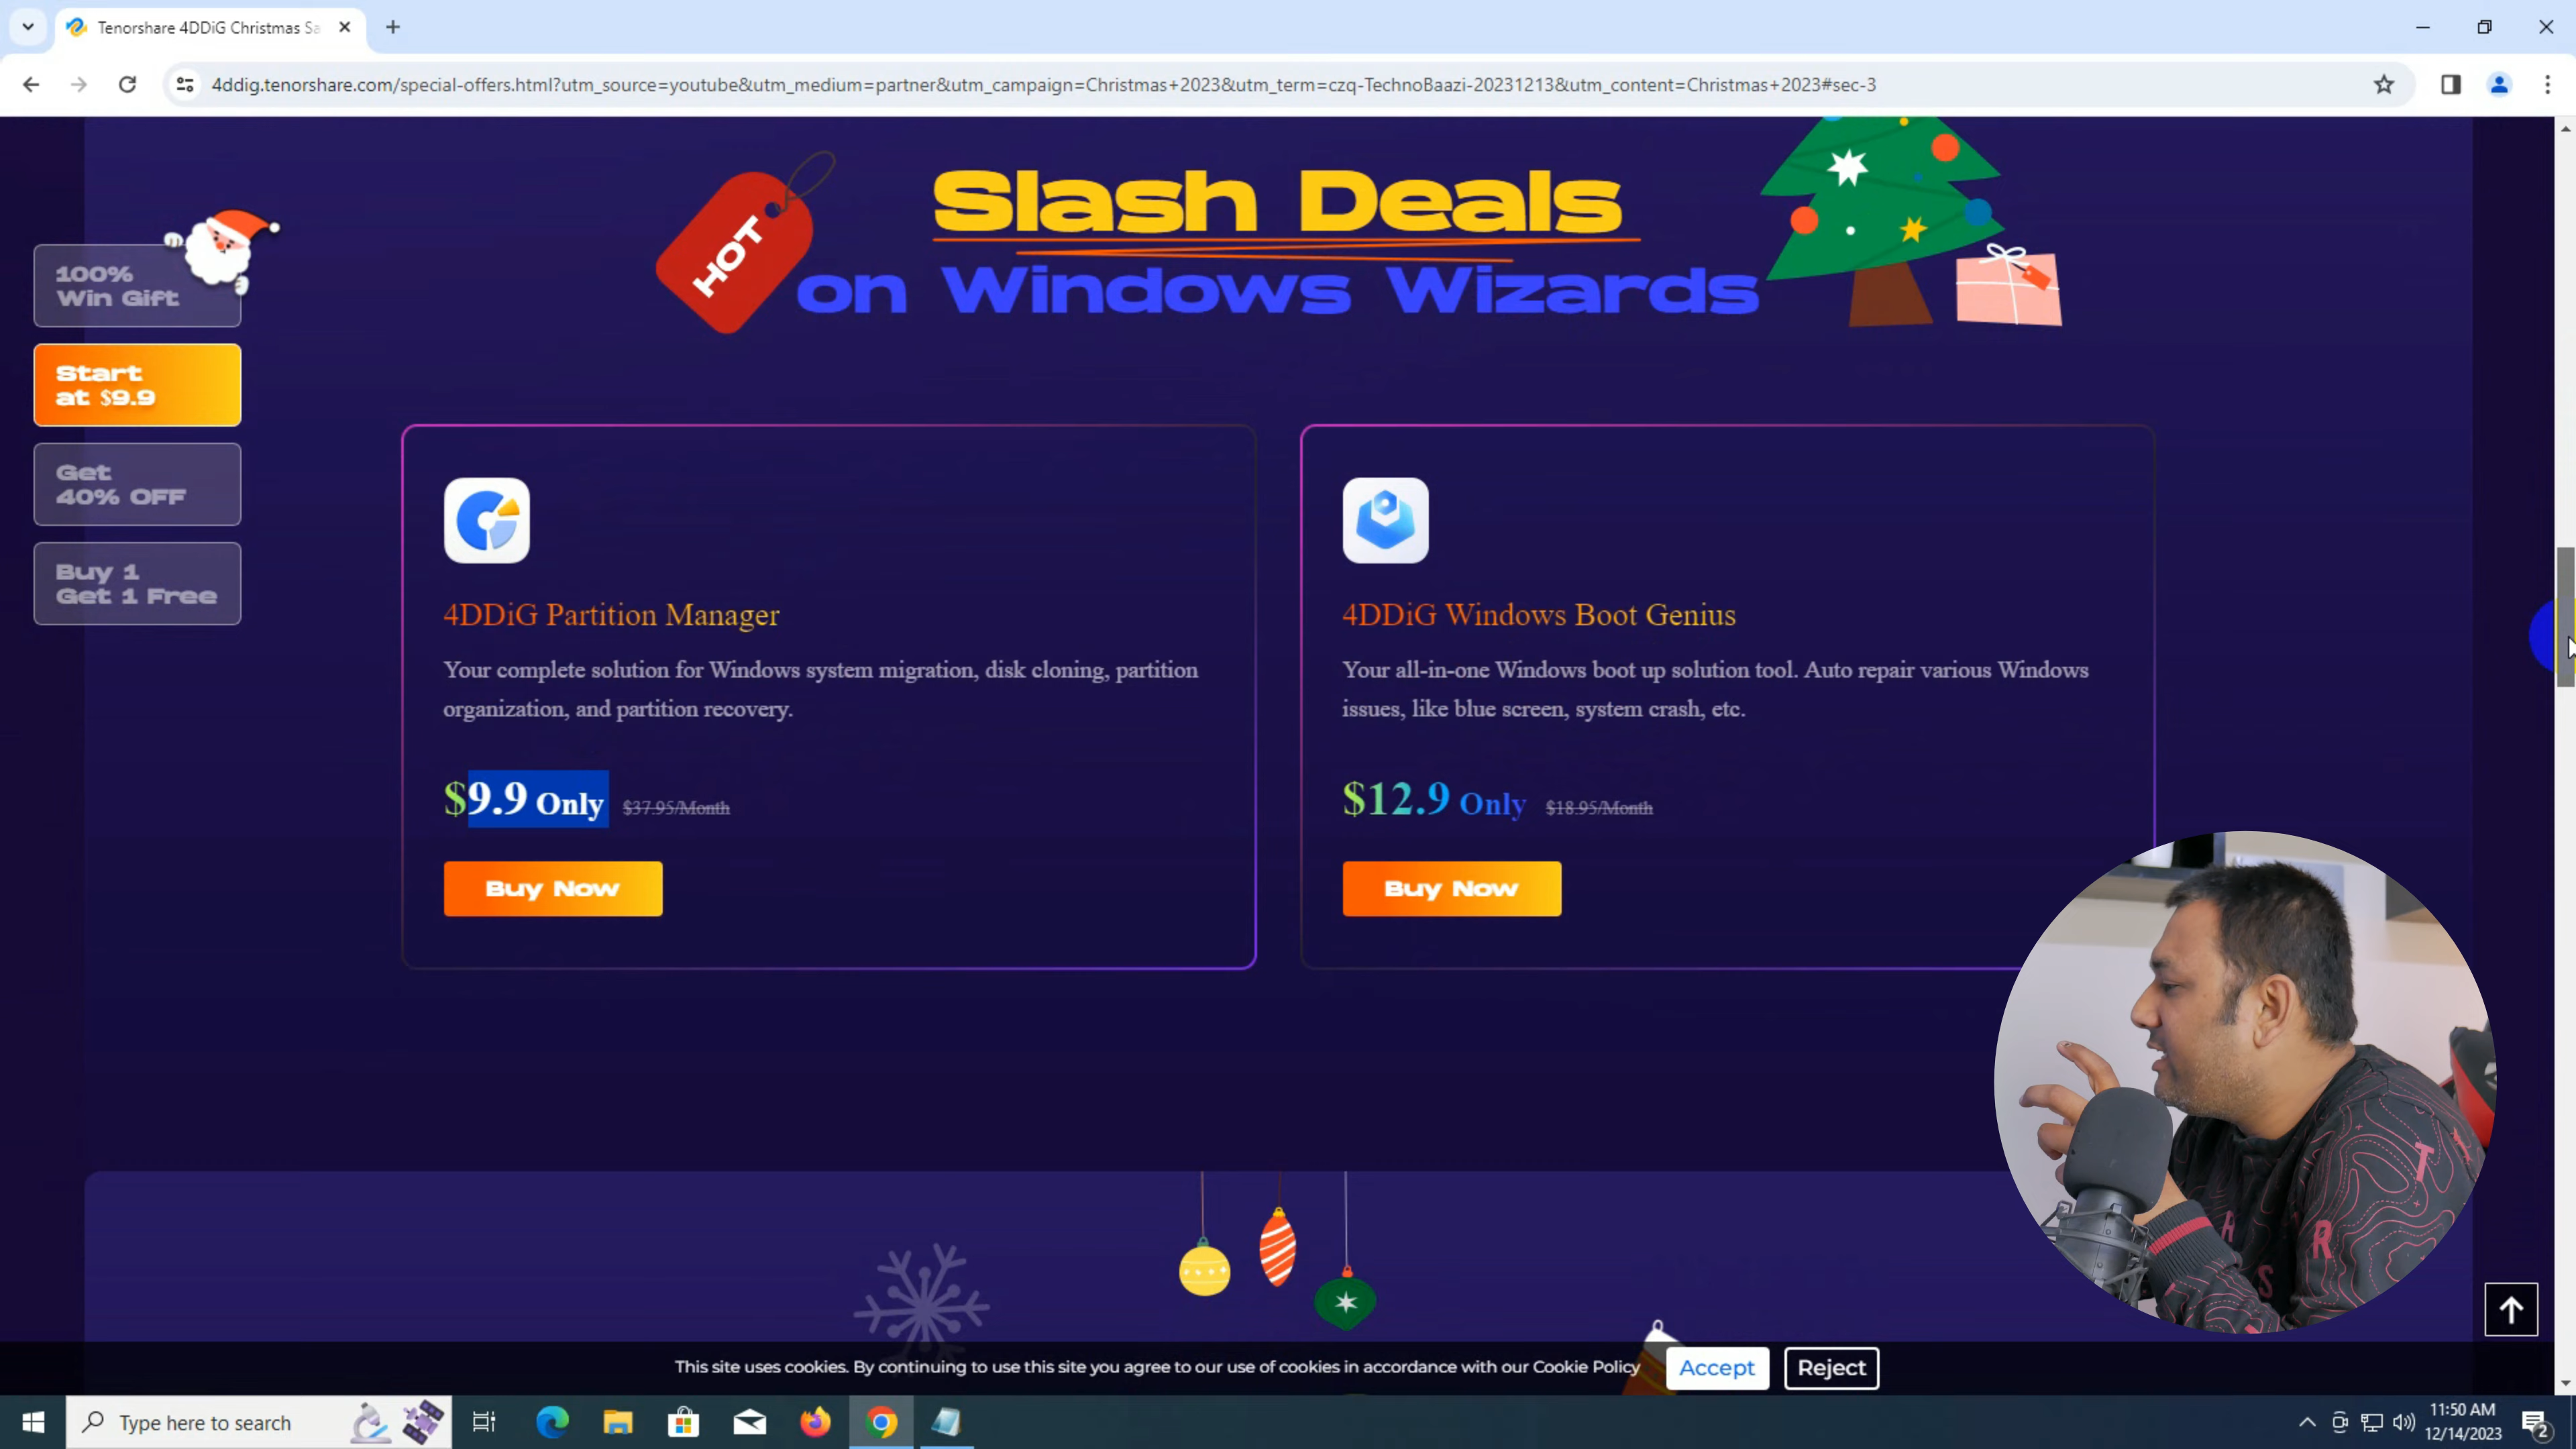 Tenorshare 4DDiG Christmas Sa
4ddig.tenorshare.com/special-offers.html?utm_source=youtube&utm_medium=partner&utm_campaign=Christmas+2023&utm_term=czq-TechnoBaazi-20231213&utm_content=Christmas+2023#sec-3
HOT
Slash Deals
on Windows Wizards
100%
Win Gift
Start
at $9.9
Get
40% OFF
Buy 1
Get 1 Free
4DDiG Partition Manager
Your complete solution for Windows system migration, disk cloning, partition
organization, and partition recovery.
$9.9 Only $37.95/Month
Buy Now
4DDiG Windows Boot Genius
Your all-in-one Windows boot up solution tool. Auto repair various Windows
issues, like blue screen, system crash, etc.
$12.9 Only $18.95/Month
Buy Now
This site uses cookies. By continuing to use this site you agree to our use of cookies in accordance with our Cookie Policy
Accept
Reject
Type here to search
11:50 AM
12/14/2023
2